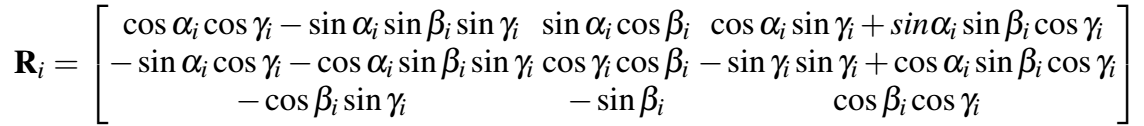 cos α_i cos γ_i − sin α_i sin β_i sin γ_i   sin α_i cos β_i   cos α_i sin γ_i + sinα_i sin β_i cos γ_i
R_i = − sin α_i cos γ_i − cos α_i sin β_i sin γ_i   cos γ_i cos β_i   − sin γ_i sin γ_i + cos α_i sin β_i cos γ_i
− cos β_i sin γ_i   − sin β_i   cos β_i cos γ_i